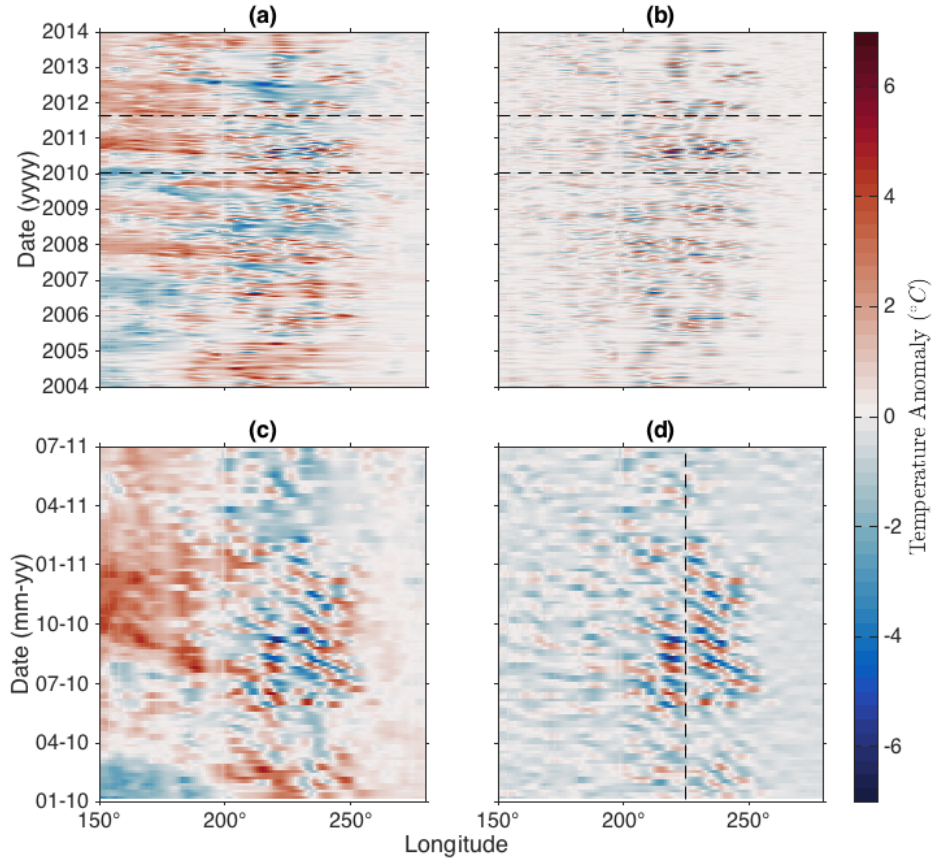 (a)
(b)
2014
2013
2012
2011
2010
2009
2008
2007
2006
2005
2004
Date (yyyy)
6
4
2
0
-2
-4
-6
Temperature Anomaly (°C)
(c)
(d)
07-11
04-11
01-11
10-10
07-10
04-10
01-10
Date (mm-yy)
150° 200° 250° 150° 200° 250°
Longitude